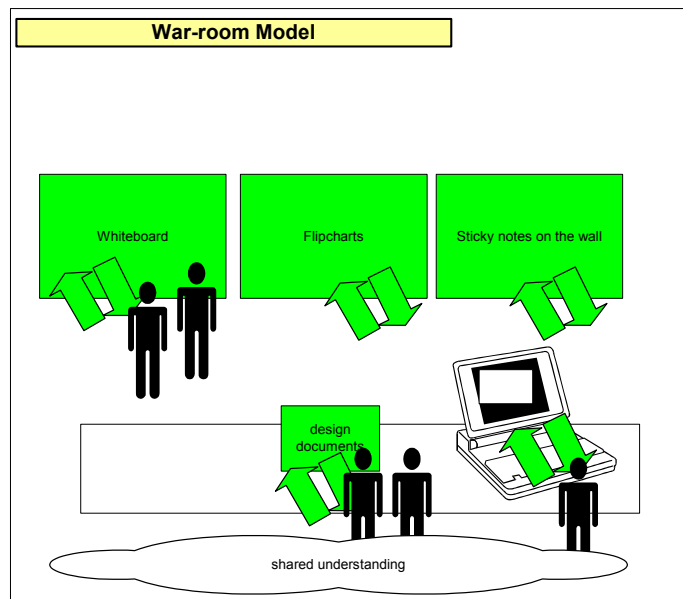 War-room Model
Whiteboard
Flipcharts
Sticky notes on the wall
design
documents
shared understanding